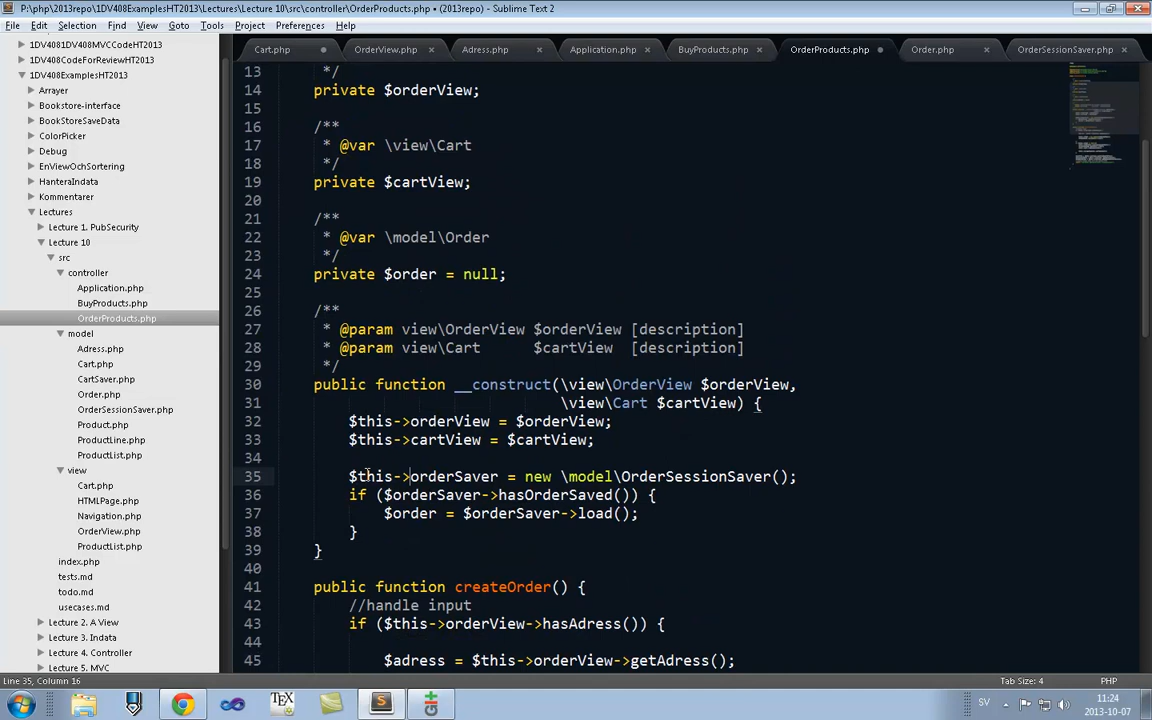 P:\php\2013repo\1DV408ExamplesHT2013\Lectures\Lecture 10\src\controller\OrderProducts.php • (2013repo) - Sublime Text 2
File Edit Selection Find View Goto Tools Project Preferences Help
1DV4081DV408MVCCodeHT2013
1DV408CodeForReviewHT2013
1DV408ExamplesHT2013
Arrayer
Bookstore-interface
BookStoreSaveData
ColorPicker
Debug
EnViewOchSortering
HanteraIndata
Kommentarer
Lectures
Lecture 1. PubSecurity
Lecture 10
src
controller
Application.php
BuyProducts.php
OrderProducts.php
model
Adress.php
Cart.php
CartSaver.php
Order.php
OrderSessionSaver.php
Product.php
ProductLine.php
ProductList.php
view
Cart.php
HTMLPage.php
Navigation.php
OrderView.php
ProductList.php
index.php
tests.md
todo.md
usecases.md
Lecture 2. A View
Lecture 3. Indata
Lecture 4. Controller
Lecture 5. MVC
Cart.php OrderView.php Adress.php Application.php BuyProducts.php OrderProducts.php Order.php OrderSessionSaver.php
13 */
14 private $orderView;
15
16 /**
17 * @var \view\Cart
18 */
19 private $cartView;
20
21 /**
22 * @var \model\Order
23 */
24 private $order = null;
25
26 /**
27 * @param view\OrderView $orderView [description]
28 * @param view\Cart $cartView [description]
29 */
30 public function __construct(\view\OrderView $orderView,
31 \view\Cart $cartView) {
32 $this->orderView = $orderView;
33 $this->cartView = $cartView;
34
35 $this->orderSaver = new \model\OrderSessionSaver();
36 if ($orderSaver->hasOrderSaved()) {
37 $order = $orderSaver->load();
38 }
39 }
40
41 public function createOrder() {
42 //handle input
43 if ($this->orderView->hasAdress()) {
44
45 $adress = $this->orderView->getAdress();
Line 35, Column 16 Tab Size: 4 PHP
SV 11:24
2013-10-07